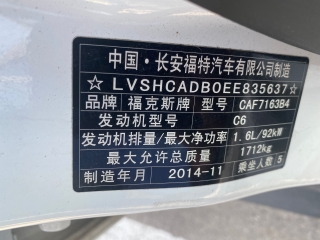 中国·长安福特汽车有限公司制造
☆LVSHCADB0EE835637☆
品牌 福克斯牌 型号 CAF7163B4
发动机型号 C6
发动机排量/最大净功率 1.6L/92kW
最大允许总质量 1712kg
制造年月 2014-11 乘坐人数 5